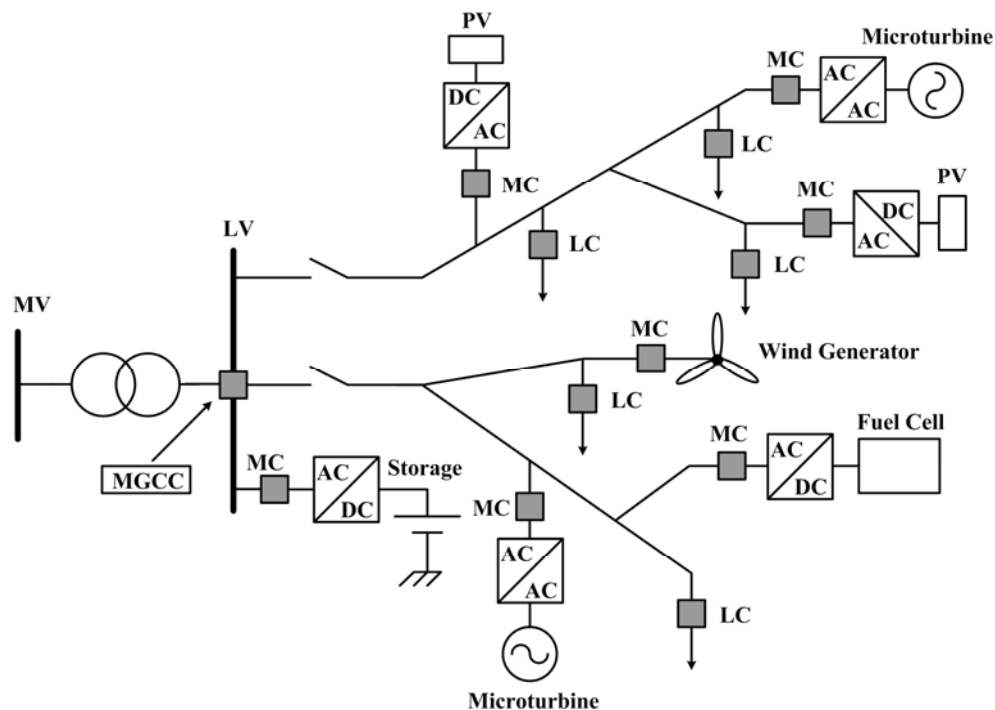 PV
Microturbine
MC
AC
AC
DC
AC
LC
MC
MC
PV
DC
AC
LV
LC
LC
MV
MC
Wind Generator
LC
Fuel Cell
MC
MGCC
MC
AC
DC
Storage
AC
DC
MC
AC
AC
LC
Microturbine